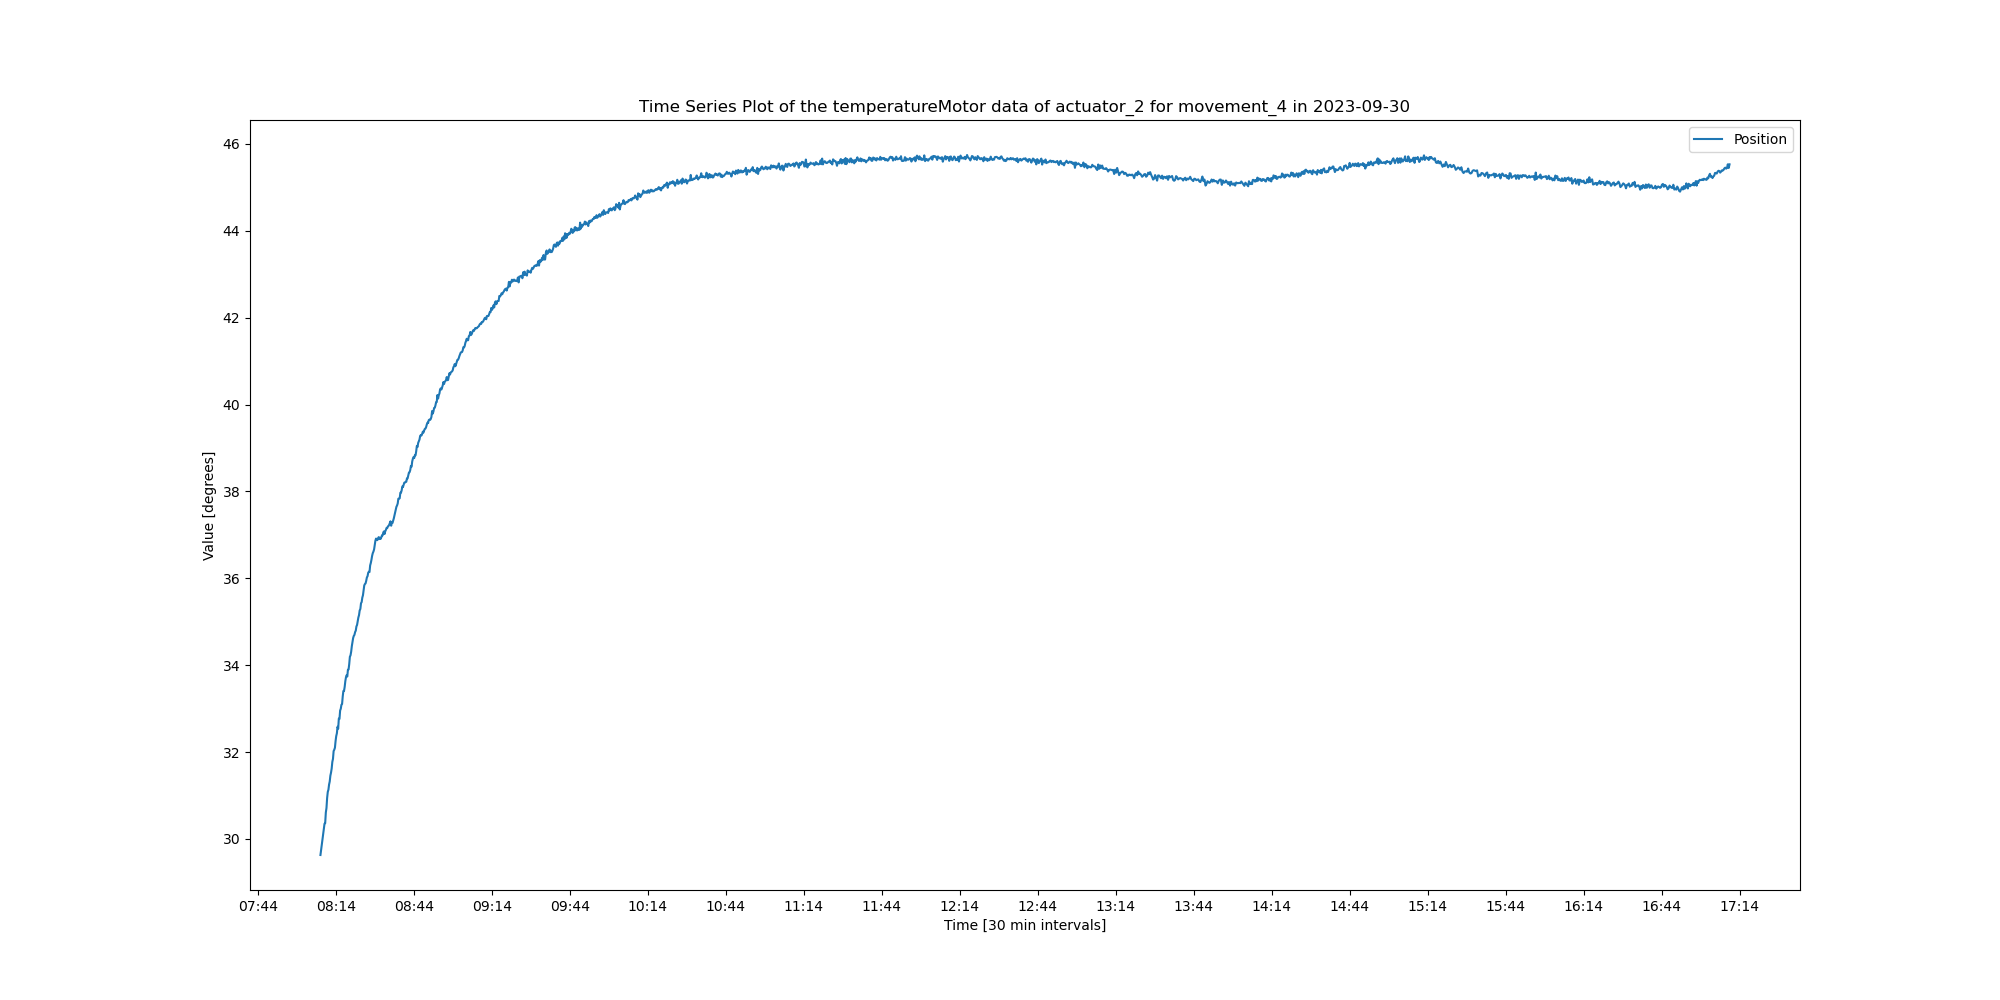 Time Series Plot of the temperatureMotor data of actuator_2 for movement_4 in 2023-09-30
Position
46
44
42
40
38
36
34
32
30
Value [degrees]
07:44 08:14 08:44 09:14 09:44 10:14 10:44 11:14 11:44 12:14 12:44 13:14 13:44 14:14 14:44 15:14 15:44 16:14 16:44 17:14
Time [30 min intervals]